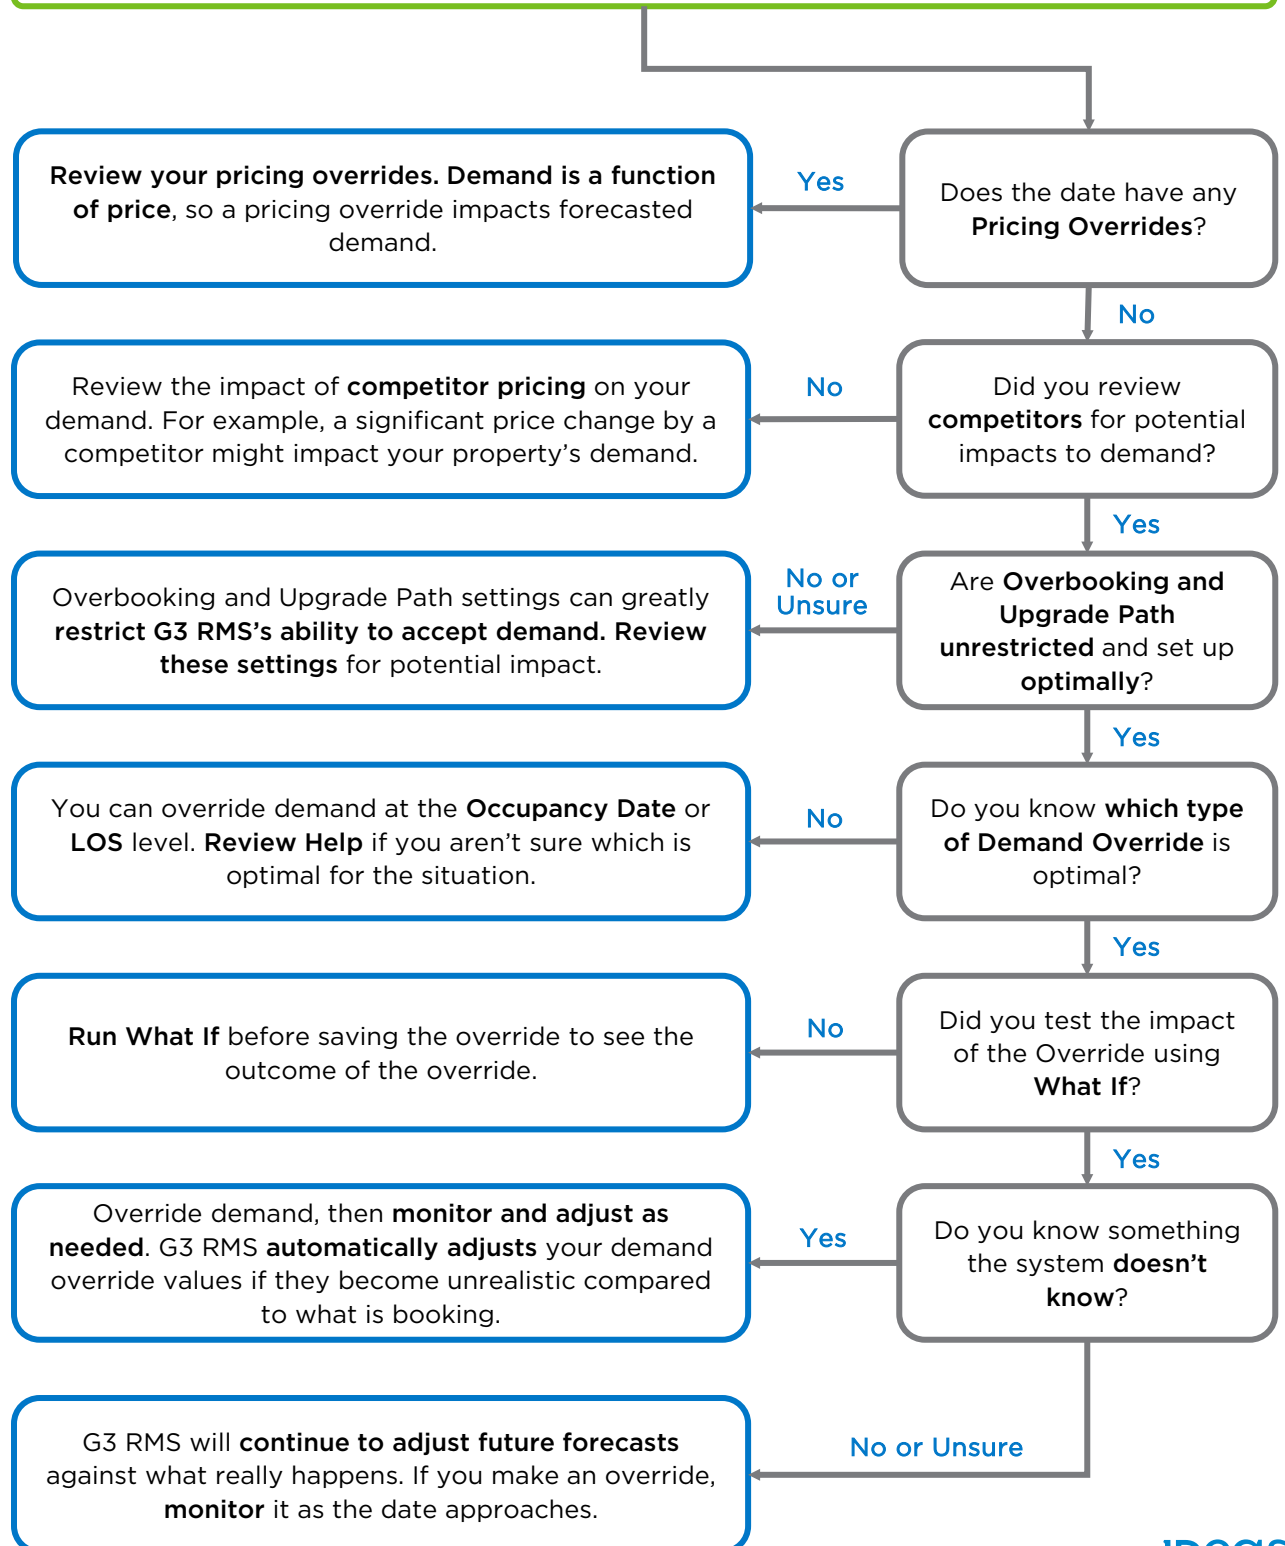 Does the date have any
Pricing Overrides?
Yes
Review your pricing overrides. Demand is a function
of price, so a pricing override impacts forecasted
demand.
No
Did you review
competitors for potential
impacts to demand?
No
Review the impact of competitor pricing on your
demand. For example, a significant price change by a
competitor might impact your property's demand.
Yes
Are Overbooking and
Upgrade Path
unrestricted and set up
optimally?
No or
Unsure
Overbooking and Upgrade Path settings can greatly
restrict G3 RMS's ability to accept demand. Review
these settings for potential impact.
Yes
Do you know which type
of Demand Override is
optimal?
No
You can override demand at the Occupancy Date or
LOS level. Review Help if you aren't sure which is
optimal for the situation.
Yes
Did you test the impact
of the Override using
What If?
No
Run What If before saving the override to see the
outcome of the override.
Yes
Do you know something
the system doesn't
know?
Yes
Override demand, then monitor and adjust as
needed. G3 RMS automatically adjusts your demand
override values if they become unrealistic compared
to what is booking.
No or Unsure
G3 RMS will continue to adjust future forecasts
against what really happens. If you make an override,
monitor it as the date approaches.